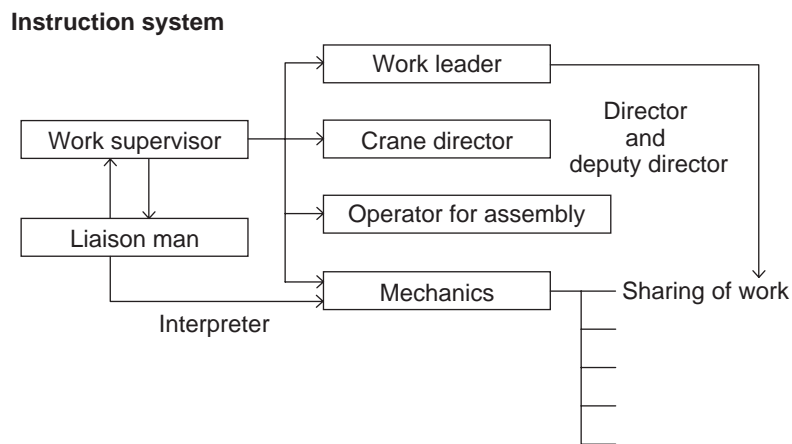 Instruction system
Work leader
Director
and
deputy director
Work supervisor
Crane director
Operator for assembly
Liaison man
Mechanics
Sharing of work
Interpreter